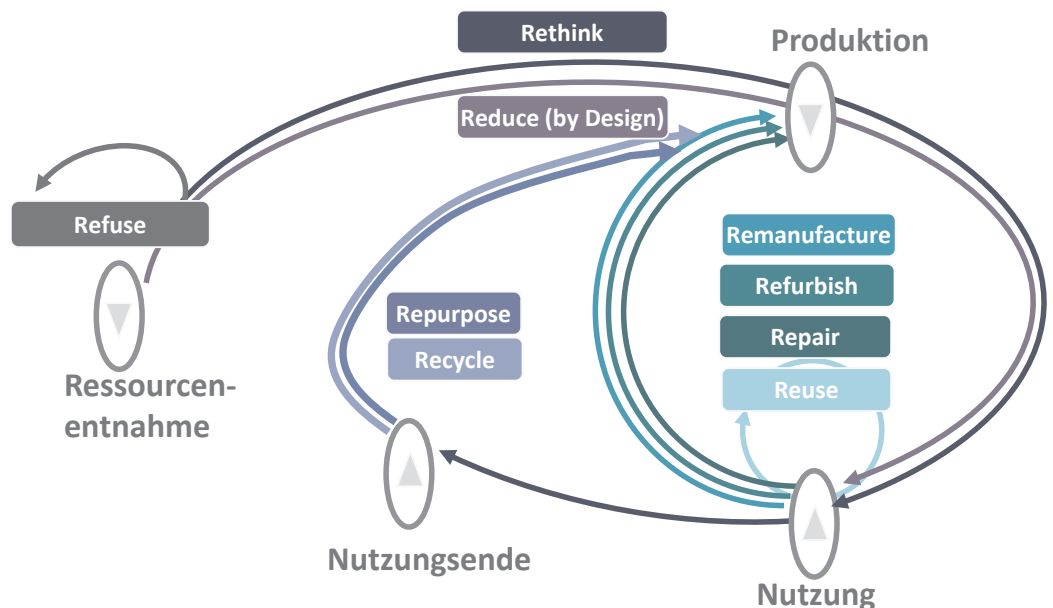 Rethink
Produktion
Reduce (by Design)
Refuse
Remanufacture
Refurbish
Repurpose
Repair
Recycle
Reuse
Ressourcen-
entnahme
Nutzungsende
Nutzung